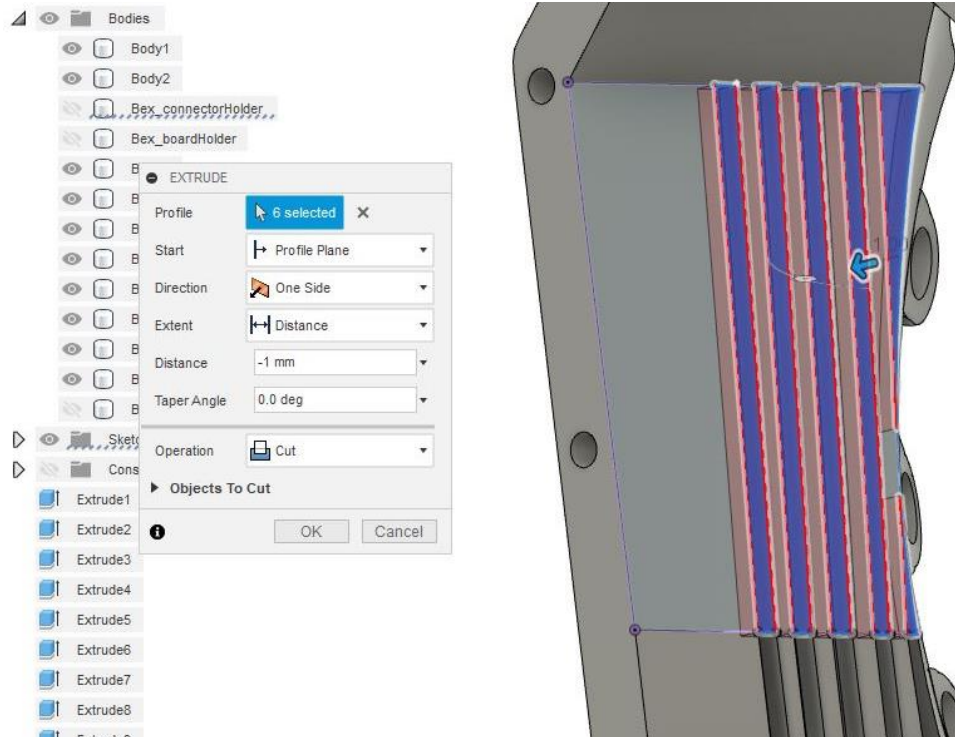 Bodies
Body1
Body2
Bex_connectorHolder
Bex_boardHolder
B
EXTRUDE
Profile
6 selected
B
Start
Profile Plane
B
B
Direction
One Side
B
B
Extent
Distance
B
Distance
-1 mm
B
Taper Angle
0.0 deg
B
Sketc
Operation
Cut
Cons
Objects To Cut
Extrude1
Extrude2
OK
Cancel
Extrude3
Extrude4
Extrude5
Extrude6
Extrude7
Extrude8